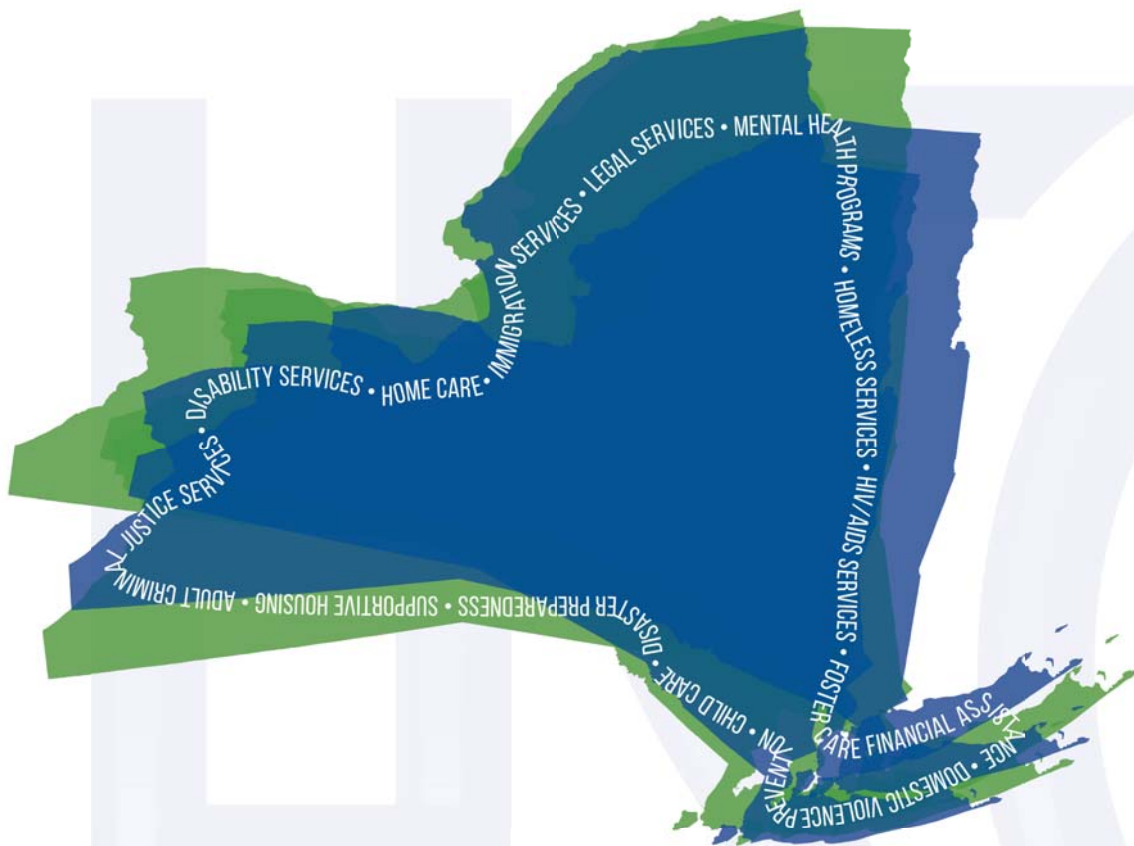 DISABILITY SERVICES • HOME CARE • IMMIGRATION SERVICES • LEGAL SERVICES • MENTAL HEALTH PROGRAMS • HOMELESS SERVICES • HIV/AIDS SERVICES • FOSTER CARE FINANCIAL ASSISTANCE • DOMESTIC VIOLENCE PREVENTION • CHILD CARE • DISASTER PREPAREDNESS • SUPPORTIVE HOUSING • ADULT CRIMINAL JUSTICE SERVICES •